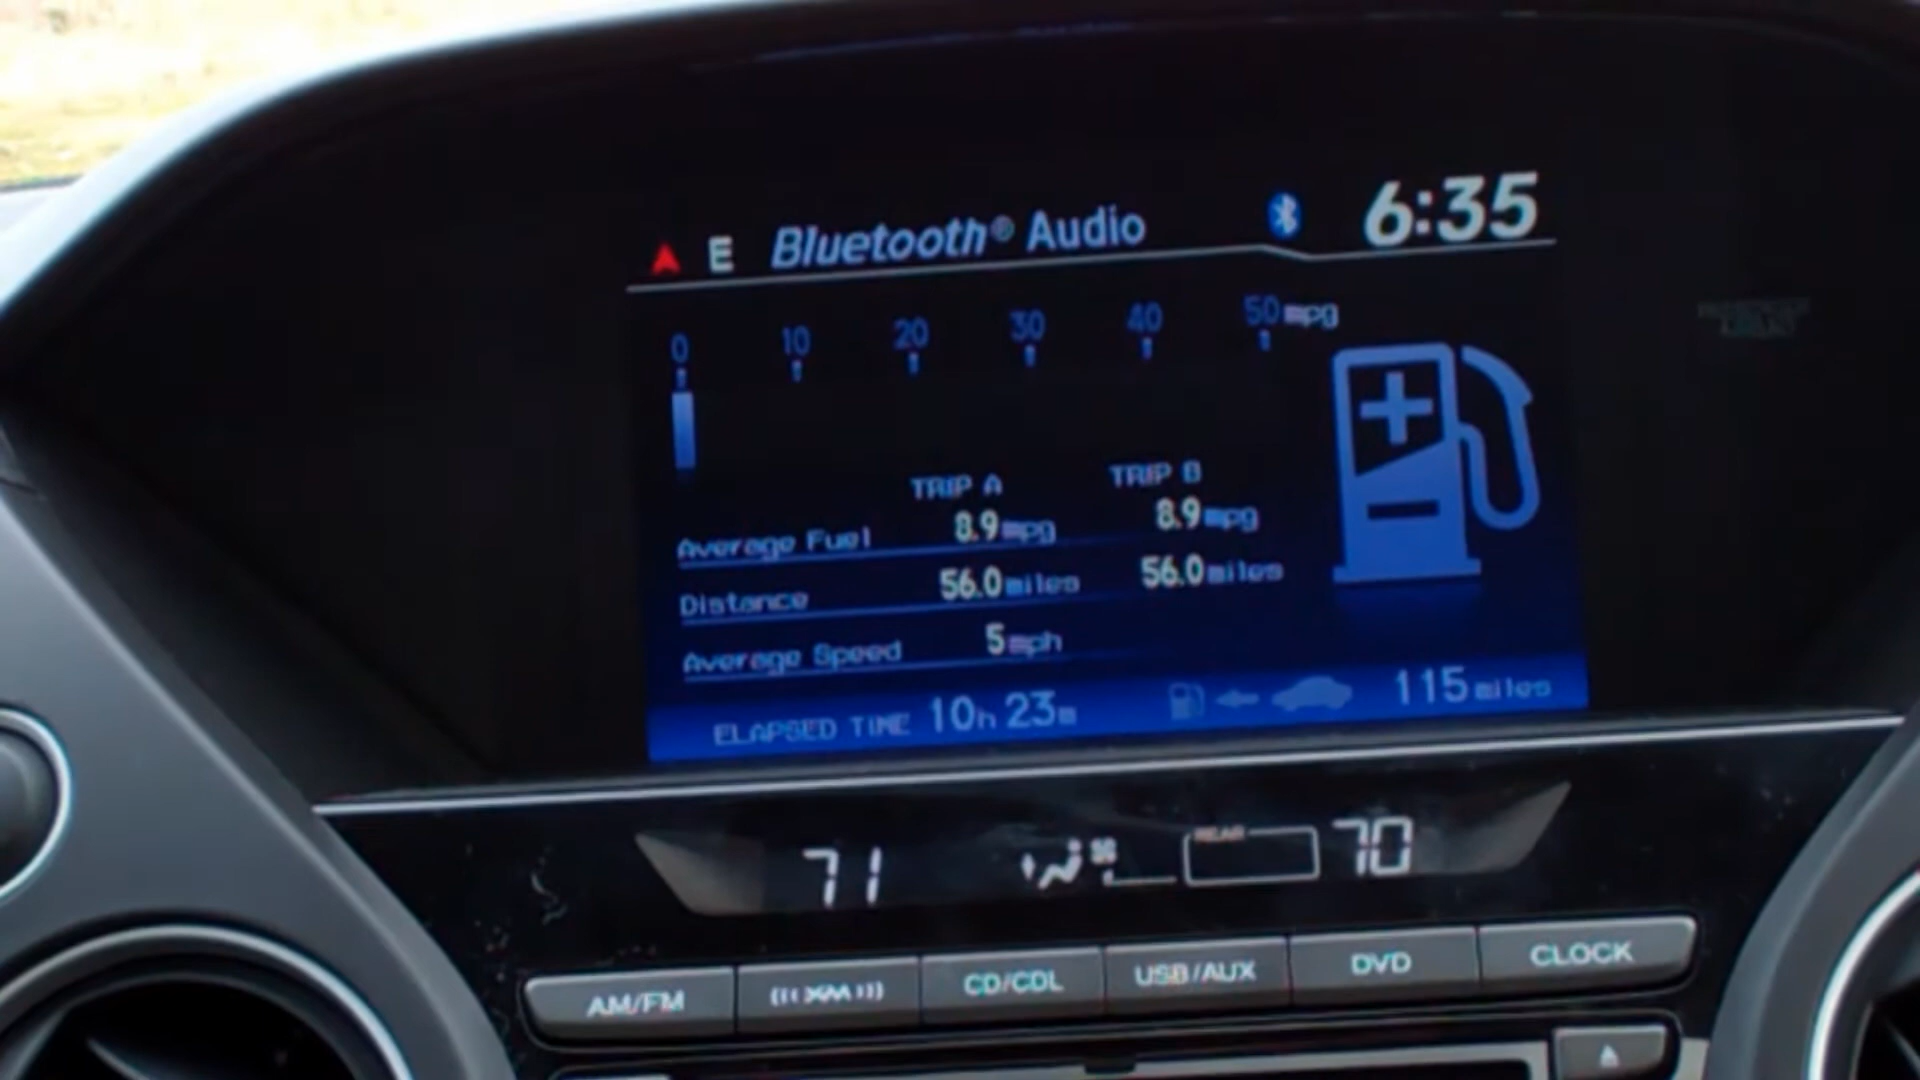 E Bluetooth® Audio 6:35
0 10 20 30 40 50 mpg
TRIP A TRIP B
Average Fuel 8.9 mpg 8.9 mpg
Distance 56.0 miles 56.0 miles
Average Speed 5 mph
ELAPSED TIME 10h 23m 115 miles
71 REAR 70
AM/FM XM CD/CDL USB/AUX DVD CLOCK